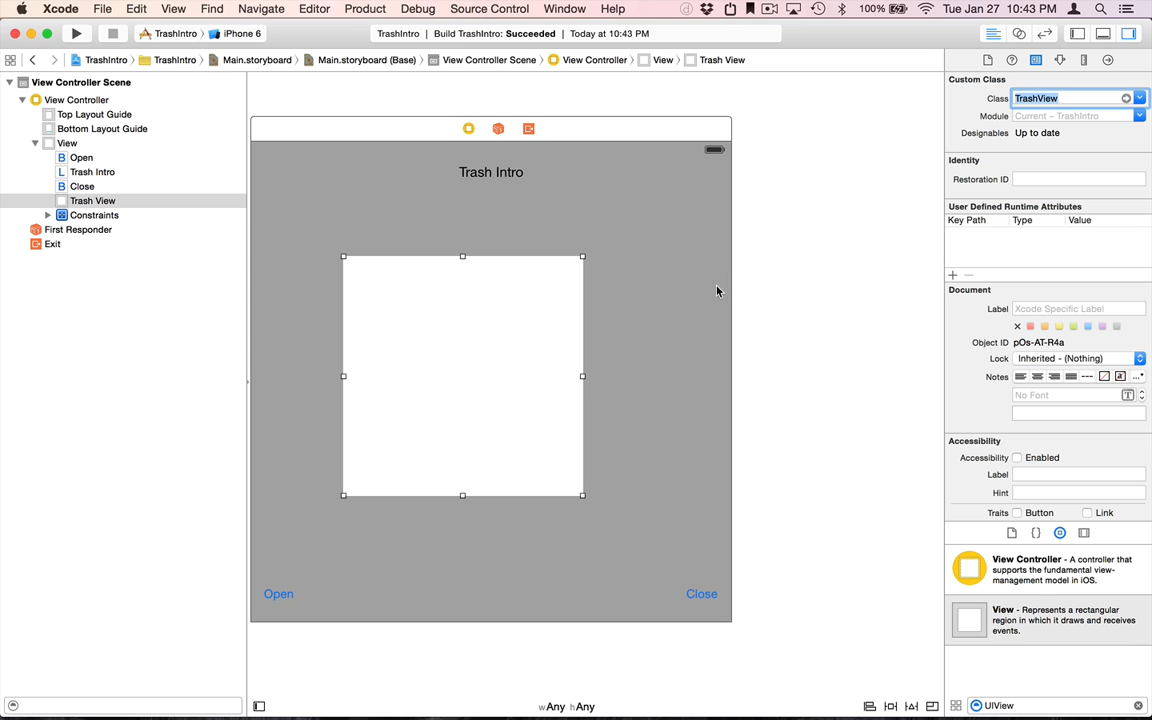 Xcode File Edit View Find Navigate Editor Product Debug Source Control Window Help 100% Tue Jan 27 10:43 PM
TrashIntro iPhone 6 TrashIntro | Build TrashIntro: Succeeded | Today at 10:43 PM
TrashIntro TrashIntro Main.storyboard Main.storyboard (Base) View Controller Scene View Controller View Trash View
View Controller Scene
View Controller
Top Layout Guide
Bottom Layout Guide
View
B Open
L Trash Intro
B Close
Trash View
Constraints
First Responder
Exit
Trash Intro
Open
Close
wAny hAny
Custom Class
Class TrashView
Module Current – TrashIntro
Designables Up to date
Identity
Restoration ID
User Defined Runtime Attributes
Key Path Type Value
Document
Label Xcode Specific Label
Object ID pOs-AT-R4a
Lock Inherited - (Nothing)
Notes
No Font T
Accessibility
Accessibility Enabled
Label
Hint
Traits Button Link
View Controller - A controller that
supports the fundamental view-
management model in iOS.
View - Represents a rectangular
region in which it draws and receives
events.
UIView